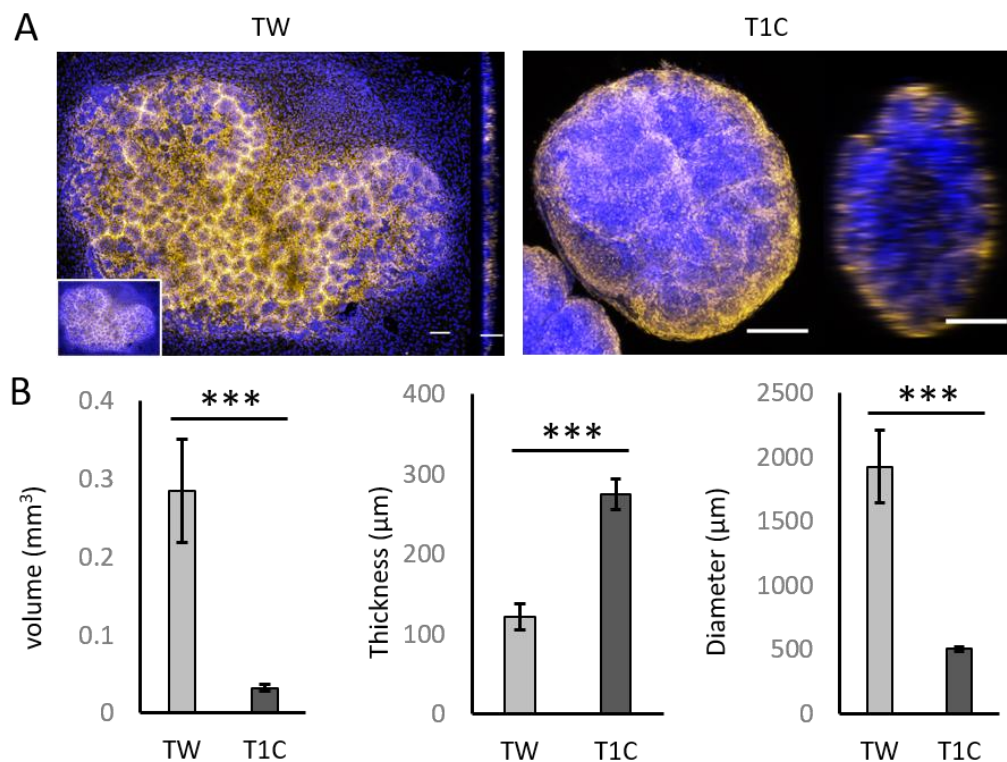 A
TW
T1C
B
***
0.4
0.3
0.2
0.1
0
volume (mm³)
TW
T1C
***
400
300
200
100
0
Thickness (µm)
TW
T1C
***
2500
2000
1500
1000
500
0
Diameter (µm)
TW
T1C